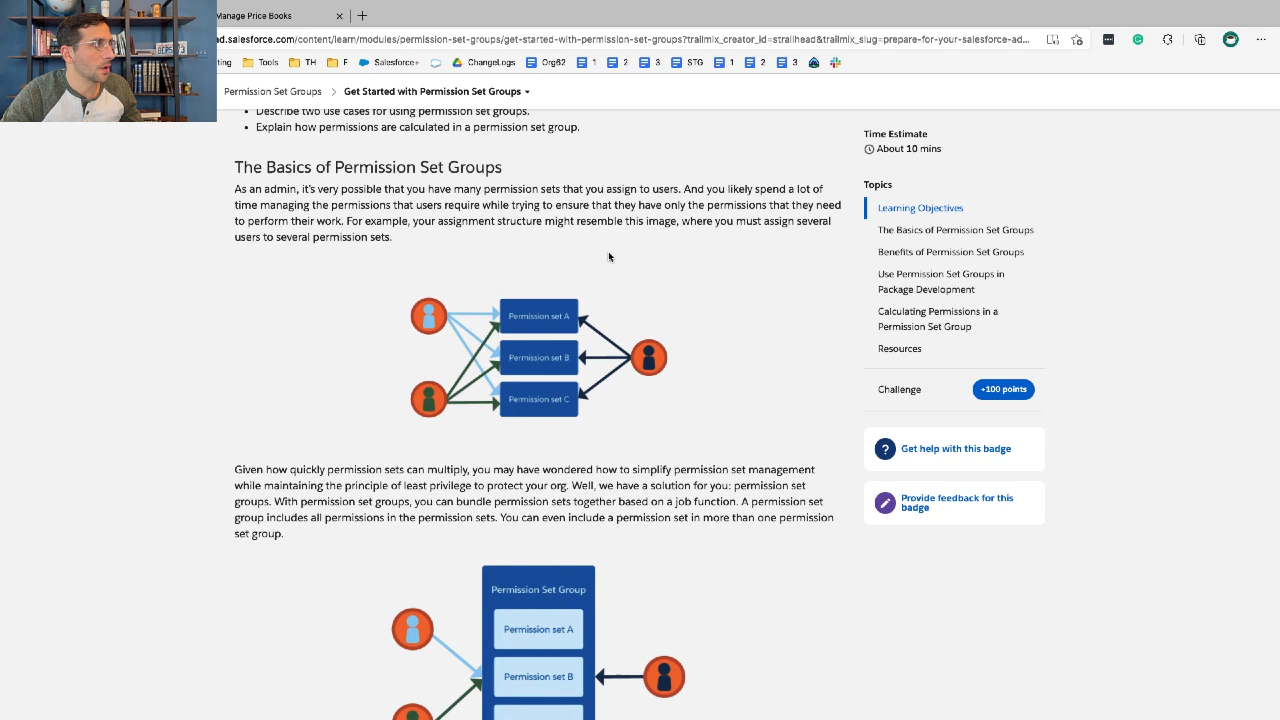 Manage Price Books
ad.salesforce.com/content/learn/modules/permission-set-groups/get-started-with-permission-set-groups?trailmix_creator_id=strailhead&trailmix_slug=prepare-for-your-salesforce-ad...
ting Tools TH F Salesforce+ ChangeLogs Org62 1 2 3 STG 1 2 3
Permission Set Groups Get Started with Permission Set Groups
Describe two use cases for using permission set groups.
Explain how permissions are calculated in a permission set group.
The Basics of Permission Set Groups
As an admin, it's very possible that you have many permission sets that you assign to users. And you likely spend a lot of
time managing the permissions that users require while trying to ensure that they have only the permissions that they need
to perform their work. For example, your assignment structure might resemble this image, where you must assign several
users to several permission sets.
Permission set A
Permission set B
Permission set C
Given how quickly permission sets can multiply, you may have wondered how to simplify permission set management
while maintaining the principle of least privilege to protect your org. Well, we have a solution for you: permission set
groups. With permission set groups, you can bundle permission sets together based on a job function. A permission set
group includes all permissions in the permission sets. You can even include a permission set in more than one permission
set group.
Permission Set Group
Permission set A
Permission set B
Time Estimate
About 10 mins
Topics
Learning Objectives
The Basics of Permission Set Groups
Benefits of Permission Set Groups
Use Permission Set Groups in
Package Development
Calculating Permissions in a
Permission Set Group
Resources
Challenge +100 points
? Get help with this badge
Provide feedback for this
badge